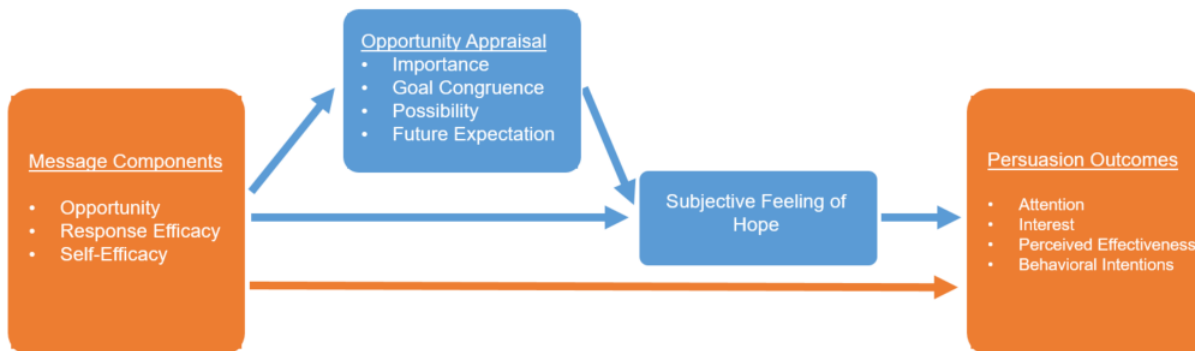 Message Components
• Opportunity
• Response Efficacy
• Self-Efficacy
Opportunity Appraisal
• Importance
• Goal Congruence
• Possibility
• Future Expectation
Subjective Feeling of
Hope
Persuasion Outcomes
• Attention
• Interest
• Perceived Effectiveness
• Behavioral Intentions